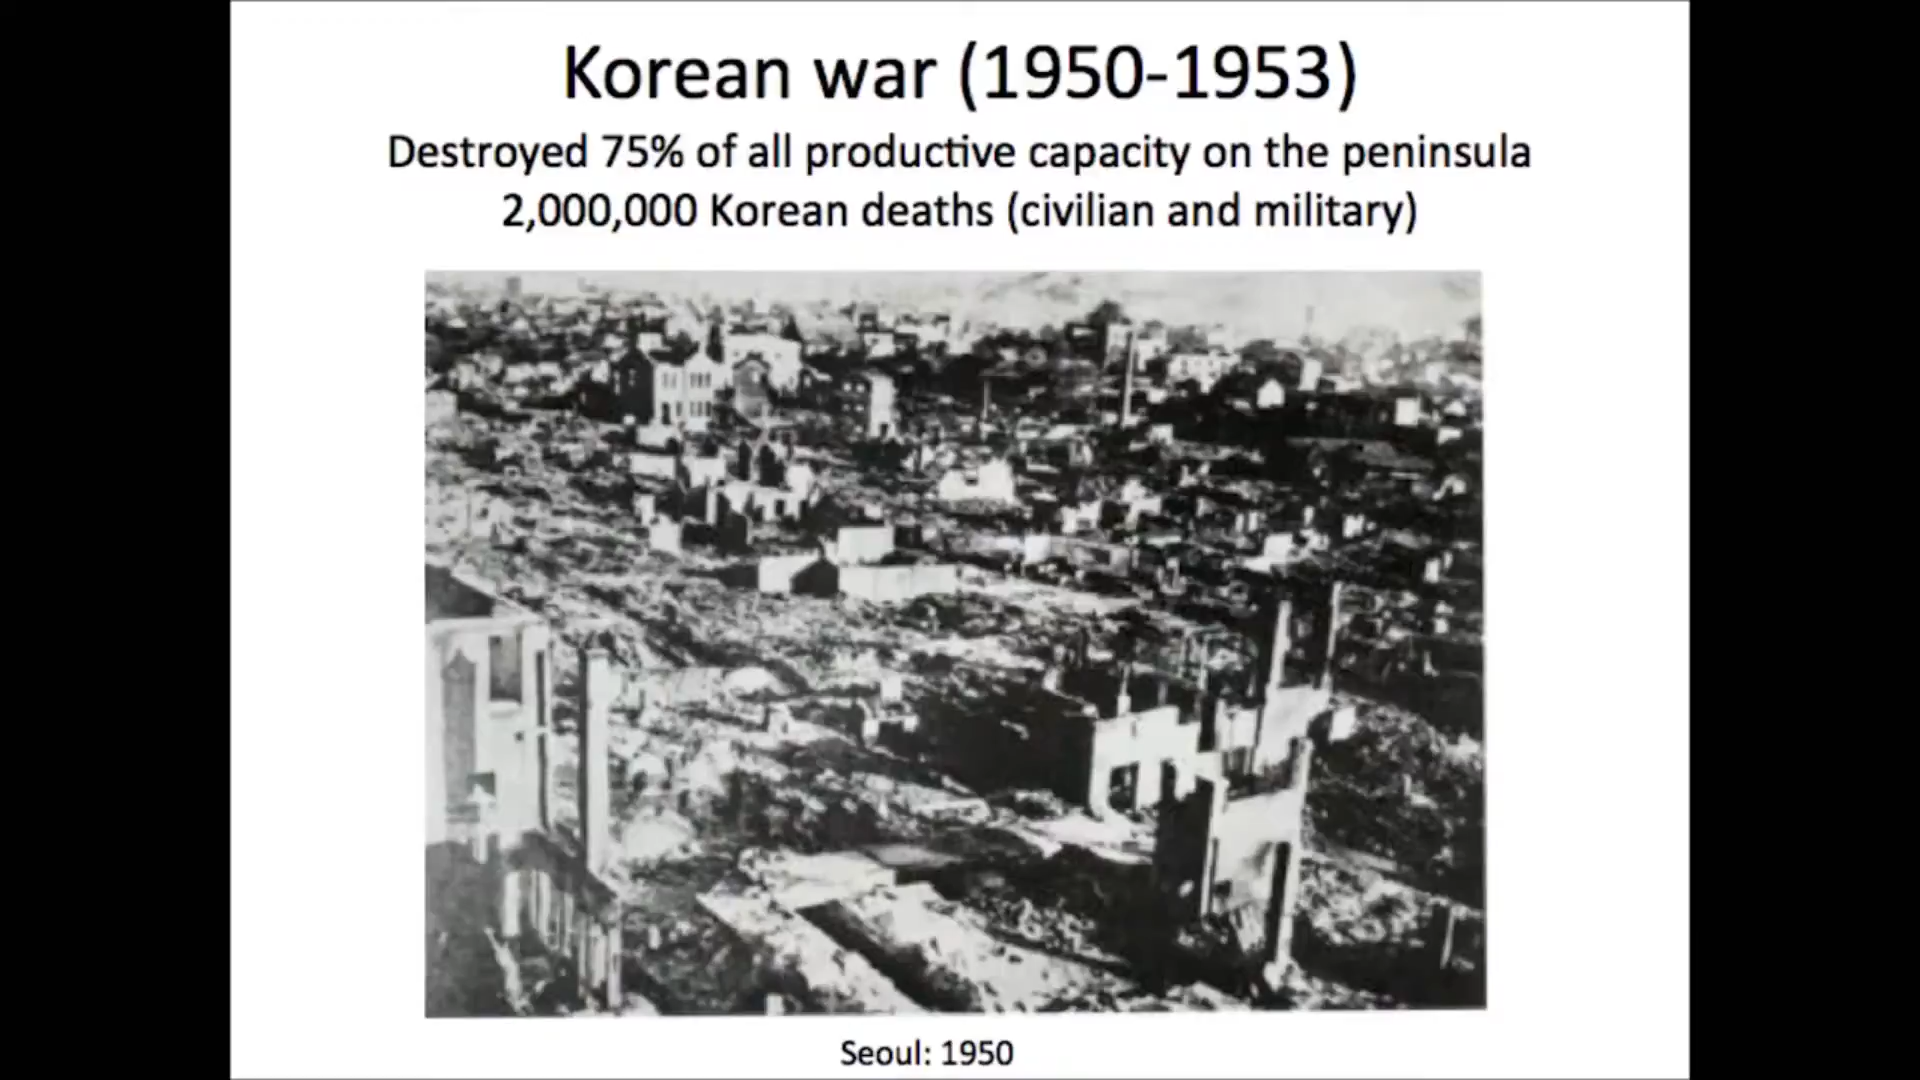 Korean war (1950-1953)
Destroyed 75% of all productive capacity on the peninsula
2,000,000 Korean deaths (civilian and military)
Seoul: 1950